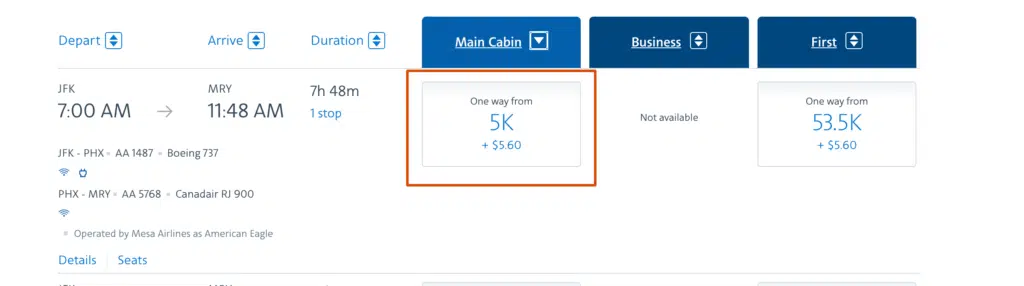 Depart Arrive Duration Main Cabin Business First
JFK MRY
7h 48m
7:00 AM → 11:48 AM
1 stop
One way from
5K
+ $5.60
Not available
One way from
53.5K
+ $5.60
JFK - PHX • AA 1487 • Boeing 737
PHX - MRY • AA 5768 • Canadair RJ 900
Operated by Mesa Airlines as American Eagle
Details Seats